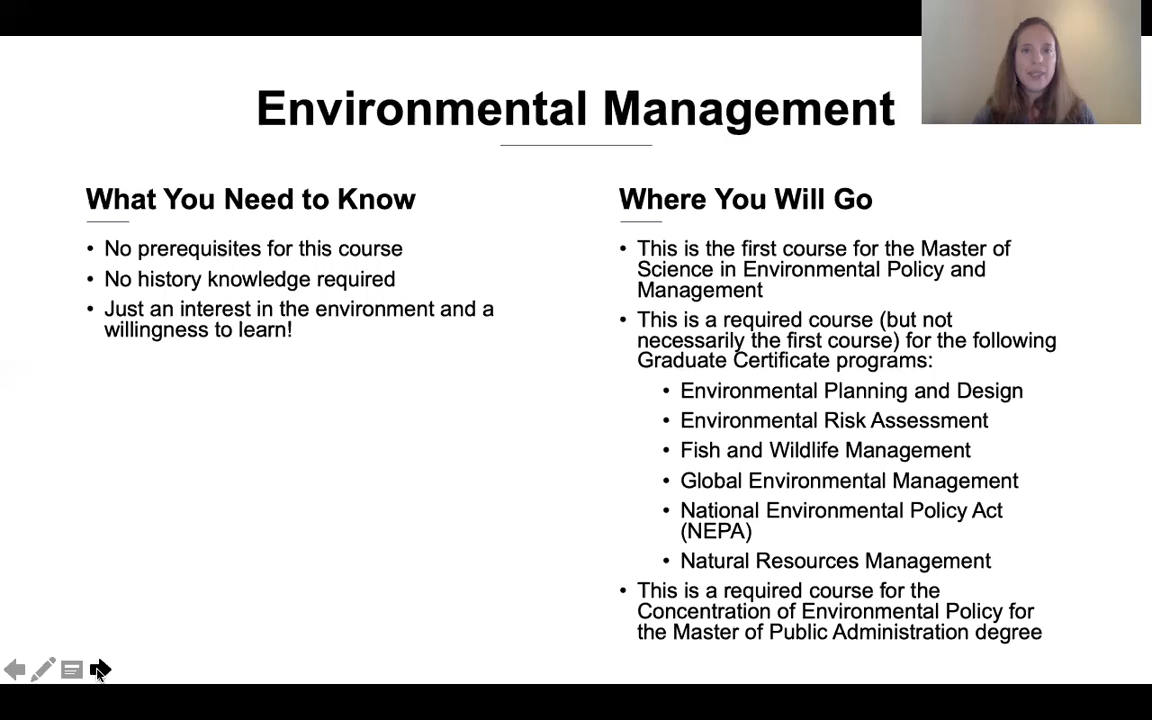 Environmental Management
What You Need to Know
• No prerequisites for this course
• No history knowledge required
• Just an interest in the environment and a
willingness to learn!
Where You Will Go
• This is the first course for the Master of
Science in Environmental Policy and
Management
• This is a required course (but not
necessarily the first course) for the following
Graduate Certificate programs:
• Environmental Planning and Design
• Environmental Risk Assessment
• Fish and Wildlife Management
• Global Environmental Management
• National Environmental Policy Act
(NEPA)
• Natural Resources Management
• This is a required course for the
Concentration of Environmental Policy for
the Master of Public Administration degree